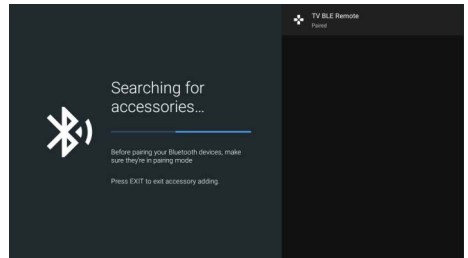 Searching for
accessories...
Before pairing your Bluetooth devices, make
sure they're in pairing mode
Press EXIT to exit accessory adding.
TV BLE Remote
Paired